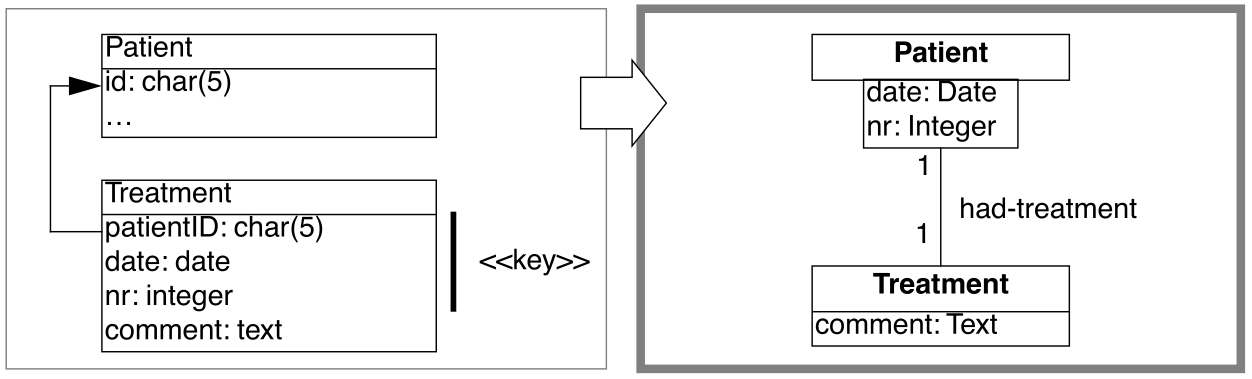 Patient
id: char(5)
...
Treatment
patientID: char(5)
date: date
nr: integer
comment: text
<<key>>
Patient
date: Date
nr: Integer
1
had-treatment
1
Treatment
comment: Text